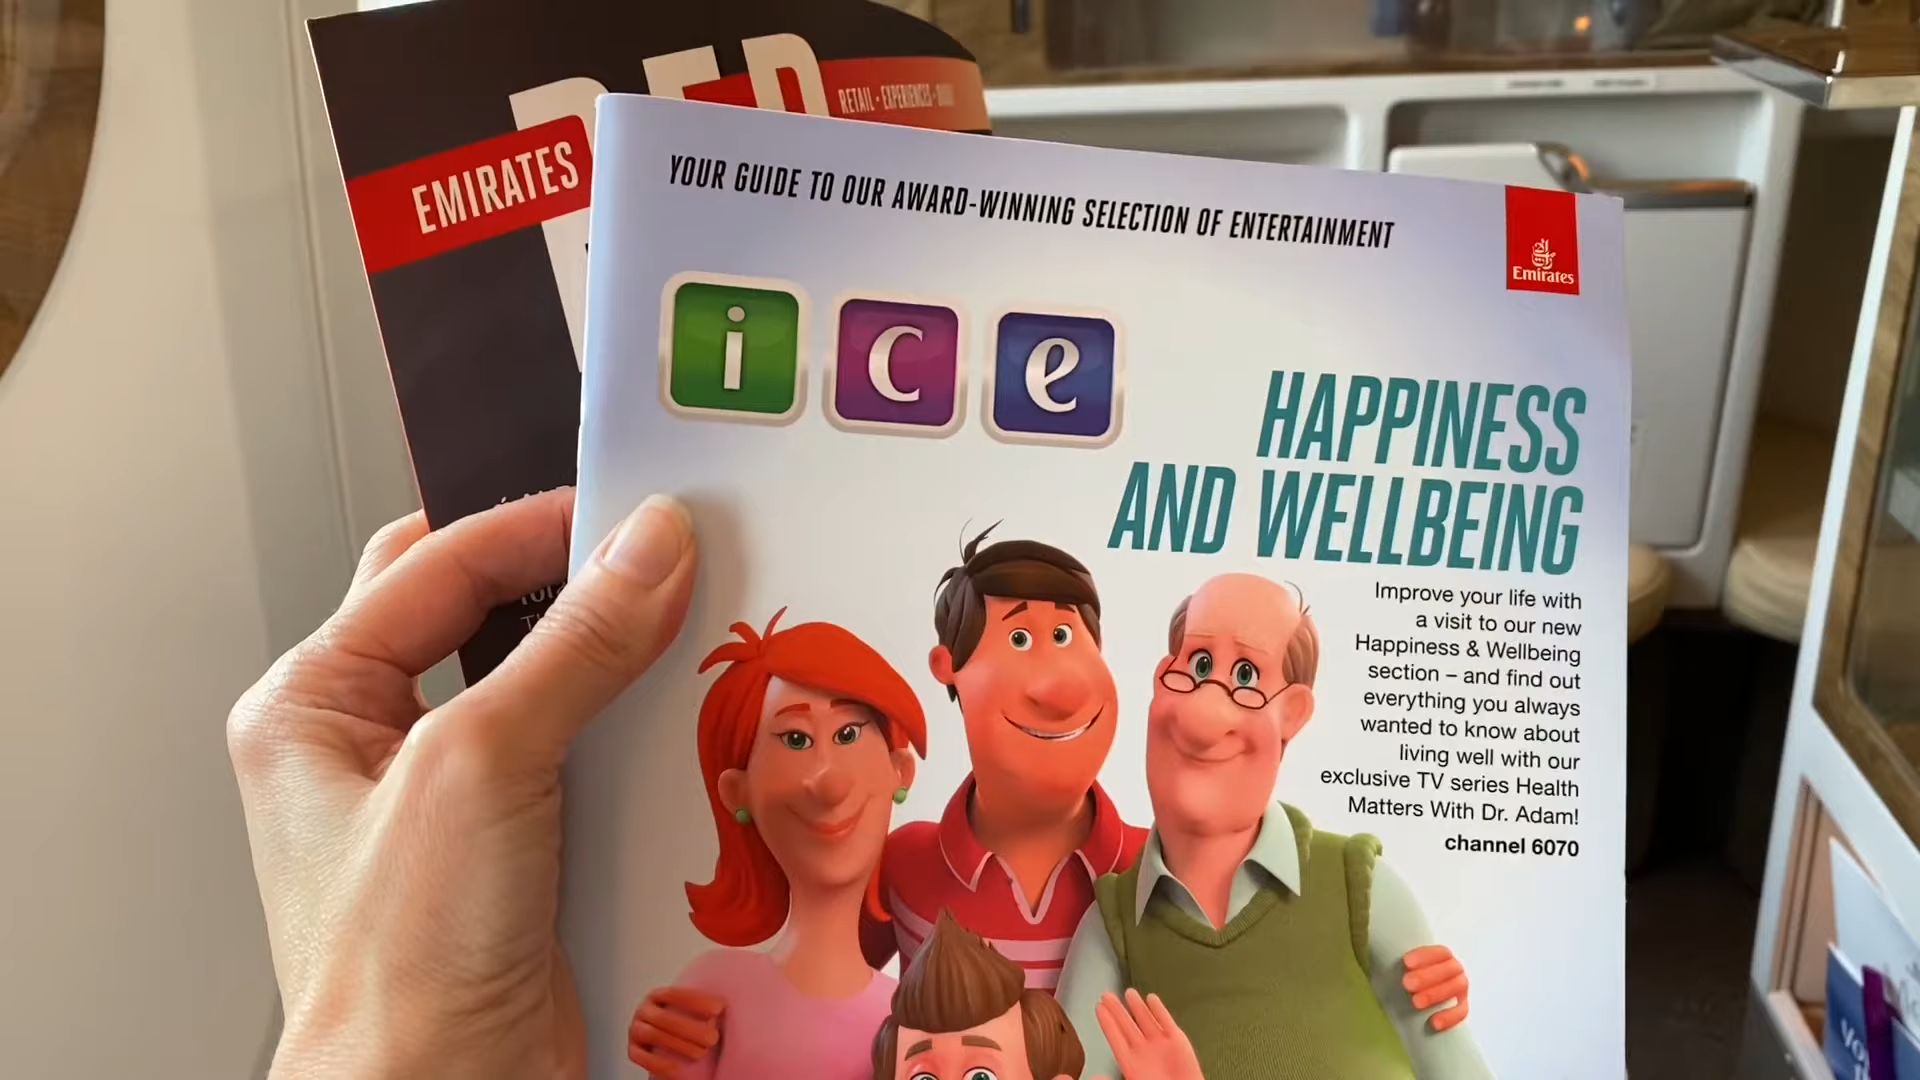 RED
RETAIL · EXPERIENCES
EMIRATES
YOUR GUIDE TO OUR AWARD-WINNING SELECTION OF ENTERTAINMENT
Emirates
ice
HAPPINESS
AND WELLBEING
Improve your life with
a visit to our new
Happiness & Wellbeing
section – and find out
everything you always
wanted to know about
living well with our
exclusive TV series Health
Matters With Dr. Adam!
channel 6070